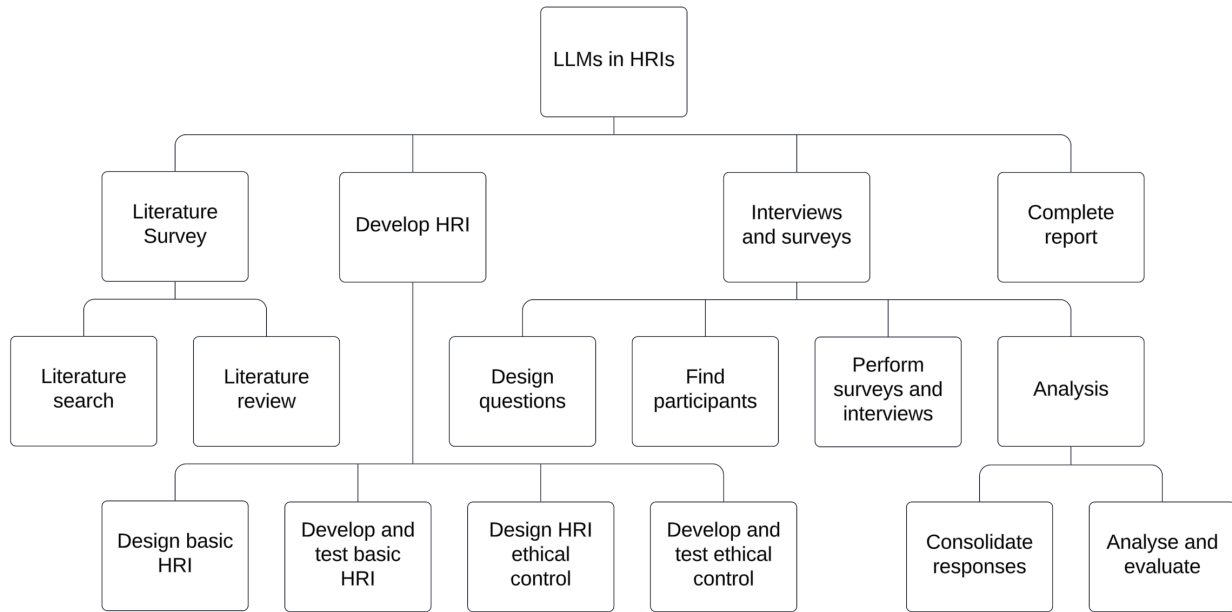 LLMs in HRIs
Literature
Survey
Develop HRI
Interviews
and surveys
Complete
report
Literature
search
Literature
review
Design
questions
Find
participants
Perform
surveys and
interviews
Analysis
Design basic
HRI
Develop and
test basic
HRI
Design HRI
ethical
control
Develop and
test ethical
control
Consolidate
responses
Analyse and
evaluate